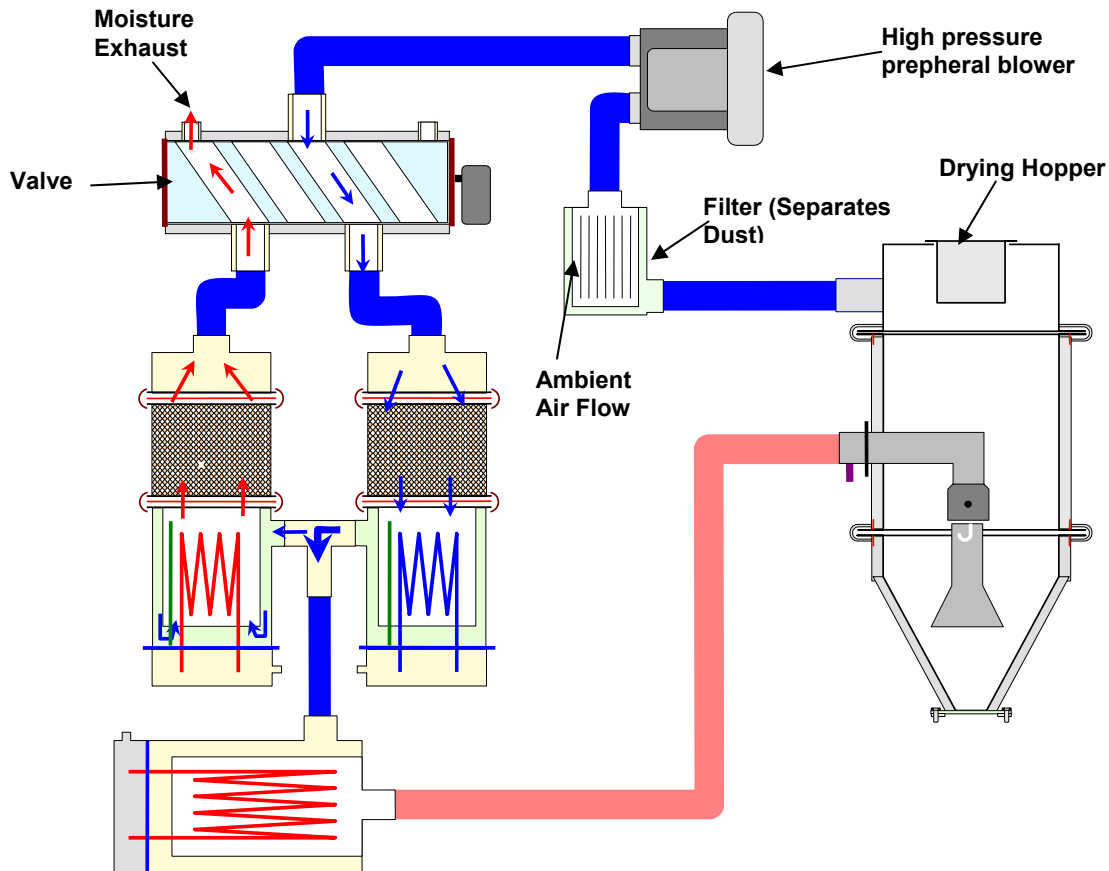 Moisture
Exhaust
High pressure
prepheral blower
Valve
Drying Hopper
Filter (Separates
Dust)
Ambient
Air Flow